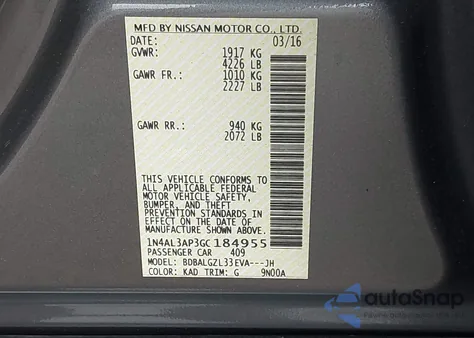 MFD BY NISSAN MOTOR CO., LTD.
DATE: 03/16
GVWR: 1917 KG
4226 LB
GAWR FR.: 1010 KG
2227 LB
GAWR RR.: 940 KG
2072 LB
THIS VEHICLE CONFORMS TO
ALL APPLICABLE FEDERAL
MOTOR VEHICLE SAFETY,
BUMPER, AND THEFT
PREVENTION STANDARDS IN
EFFECT ON THE DATE OF
MANUFACTURE SHOWN ABOVE.
1N4AL3AP3GC184955
PASSENGER CAR 409
MODEL: BDBALGZL33EVA---JH
COLOR: KAD TRIM: G 9N00A
autoSnap